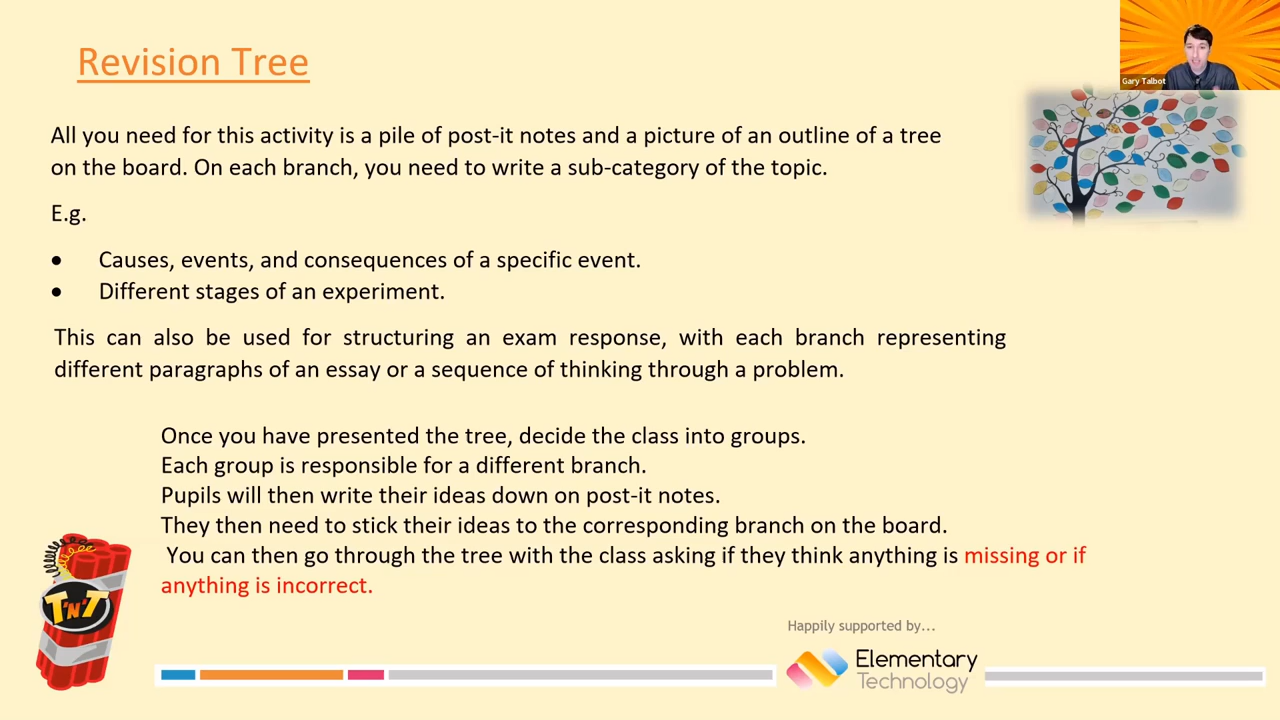 Revision Tree
Gary Talbot
All you need for this activity is a pile of post-it notes and a picture of an outline of a tree
on the board. On each branch, you need to write a sub-category of the topic.
E.g.
• Causes, events, and consequences of a specific event.
• Different stages of an experiment.
This can also be used for structuring an exam response, with each branch representing
different paragraphs of an essay or a sequence of thinking through a problem.
Once you have presented the tree, decide the class into groups.
Each group is responsible for a different branch.
Pupils will then write their ideas down on post-it notes.
They then need to stick their ideas to the corresponding branch on the board.
You can then go through the tree with the class asking if they think anything is missing or if
anything is incorrect.
T'N'T
Happily supported by...
Elementary
Technology